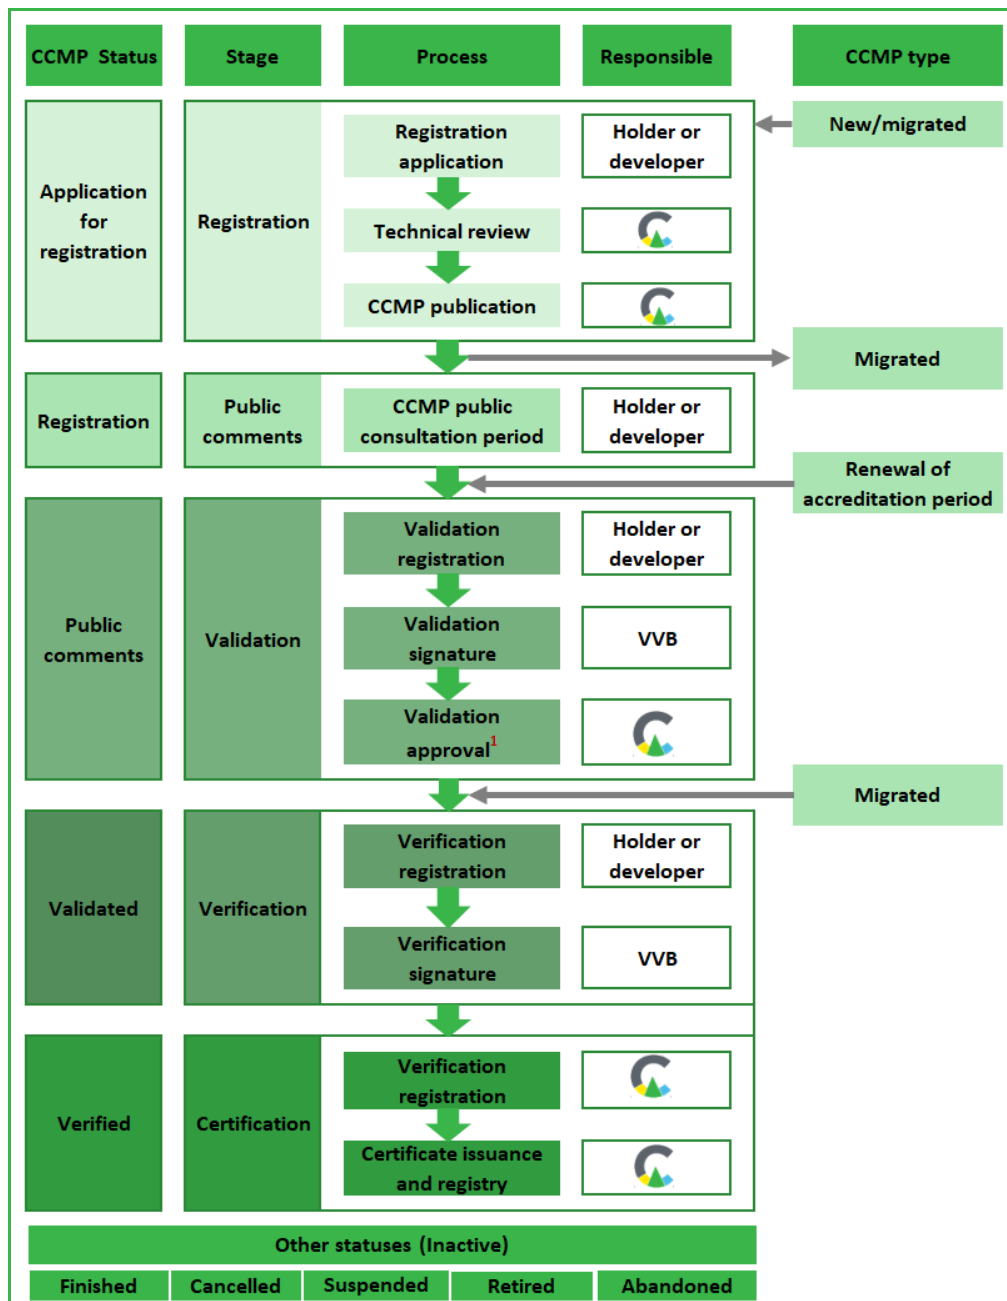 CCMP Status
Stage
Process
Responsible
CCMP type
Application
for
registration
Registration
Registration
application
Holder or
developer
New/migrated
Technical review
CCMP publication
Migrated
Registration
Public
comments
CCMP public
consultation period
Holder or
developer
Renewal of
accreditation period
Public
comments
Validation
Validation
registration
Holder or
developer
Validation
signature
VVB
Validation
approval1
Migrated
Validated
Verification
Verification
registration
Holder or
developer
Verification
signature
VVB
Verified
Certification
Verification
registration
Certificate issuance
and registry
Other statuses (Inactive)
Finished
Cancelled
Suspended
Retired
Abandoned